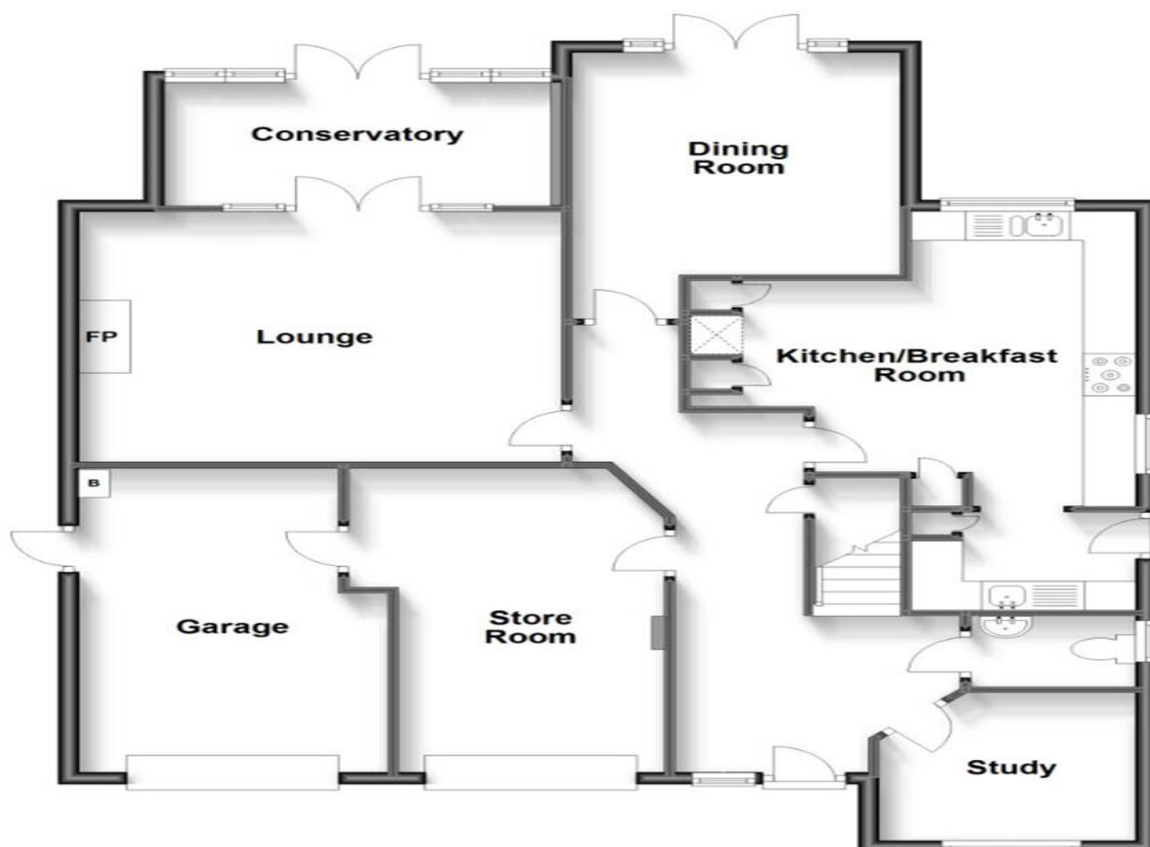 Conservatory
Dining
Room
FP
Lounge
Kitchen/Breakfast
Room
B
Garage
Store
Room
Study